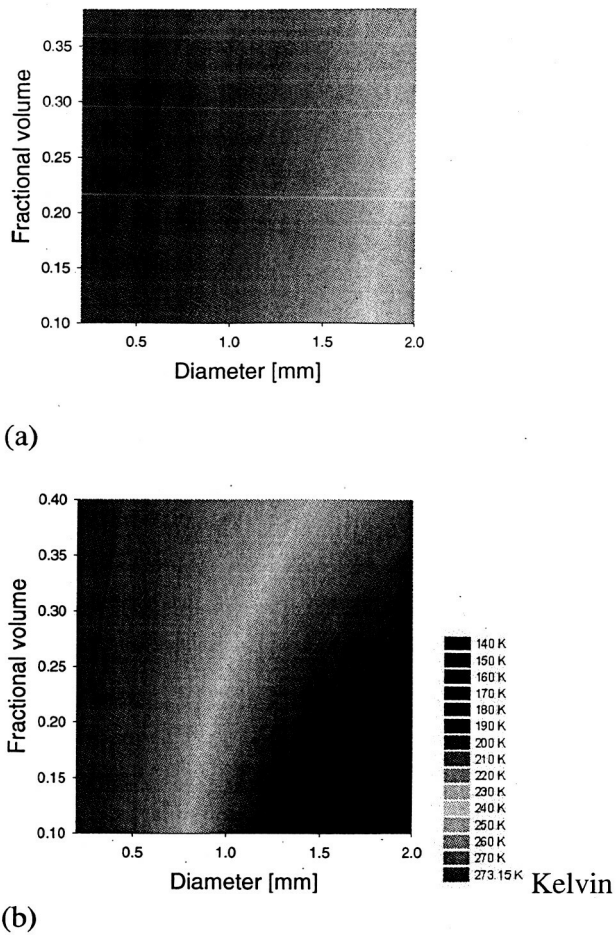 0.35
0.30
0.25
0.20
0.15
0.10
Fractional volume
0.5 1.0 1.5 2.0
Diameter [mm]
(a)
0.40
0.35
0.30
0.25
0.20
0.15
0.10
Fractional volume
0.5 1.0 1.5 2.0
Diameter [mm]
140 K
150 K
160 K
170 K
180 K
190 K
200 K
210 K
220 K
230 K
240 K
250 K
260 K
270 K
273.15 K Kelvin
(b)